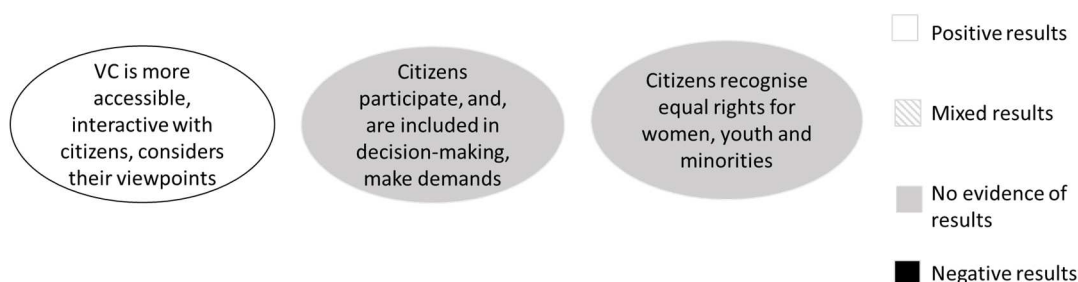 VC is more
accessible,
interactive with
citizens, considers
their viewpoints
Citizens
participate, and,
are included in
decision-making,
make demands
Citizens recognise
equal rights for
women, youth and
minorities
Positive results
Mixed results
No evidence of
results
Negative results